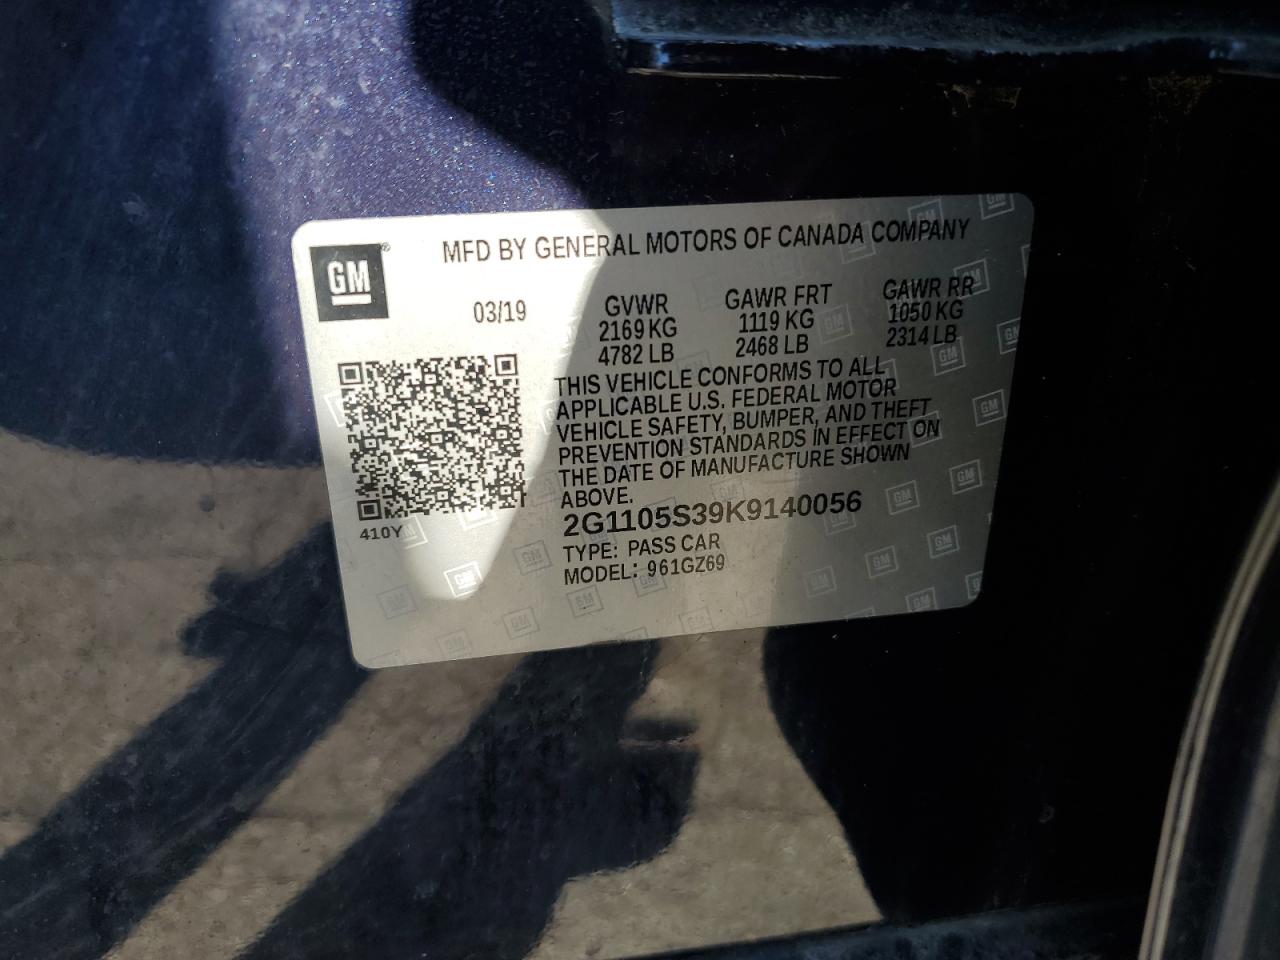 MFD BY GENERAL MOTORS OF CANADA COMPANY
GM
®
03/19
GVWR
2169 KG
4782 LB
GAWR FRT
1119 KG
2468 LB
GAWR RR
1050 KG
2314 LB
THIS VEHICLE CONFORMS TO ALL
APPLICABLE U.S. FEDERAL MOTOR
VEHICLE SAFETY, BUMPER, AND THEFT
PREVENTION STANDARDS IN EFFECT ON
THE DATE OF MANUFACTURE SHOWN
ABOVE.
410Y
2G1105S39K9140056
TYPE: PASS CAR
MODEL: 961GZ69